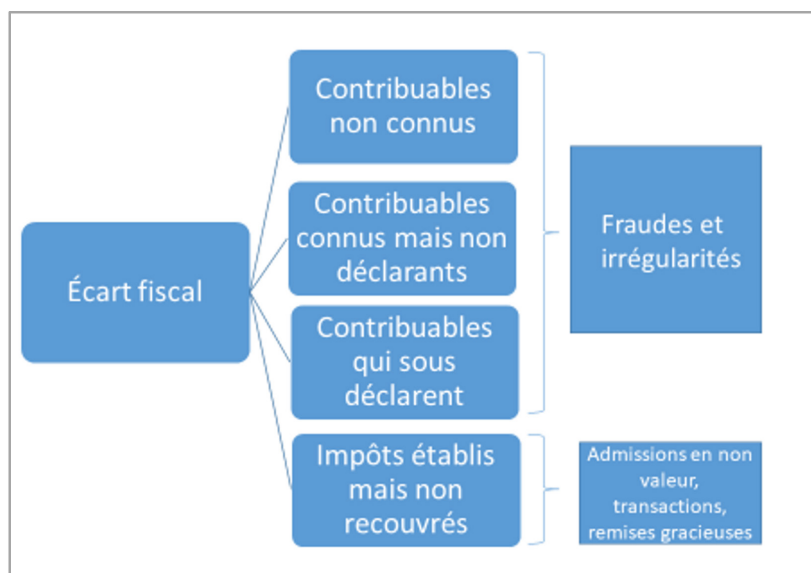 Contribuables
non connus
Contribuables
connus mais non
déclarants
Écart fiscal
Contribuables
qui sous
déclarent
Impôts établis
mais non
recouvrés
Fraudes et
irrégularités
Admissions en non
valeur,
transactions,
remises gracieuses